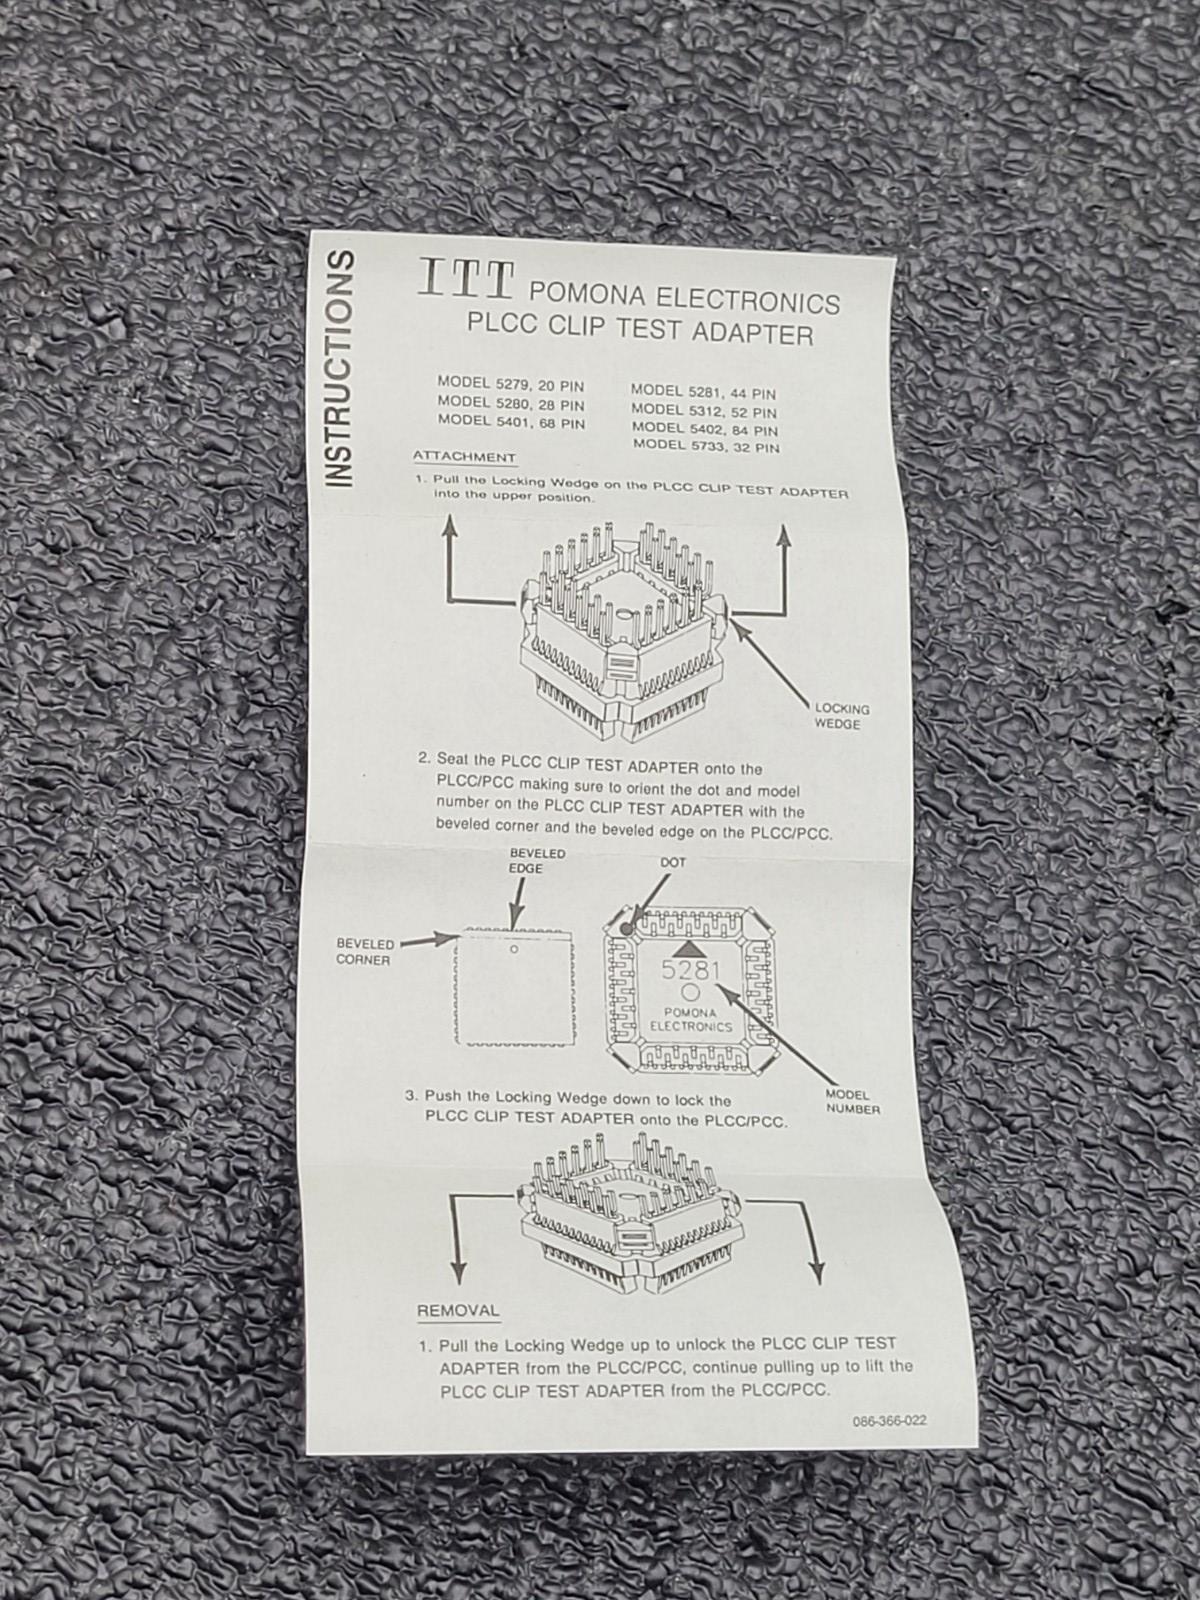 INSTRUCTIONS
ITT POMONA ELECTRONICS
PLCC CLIP TEST ADAPTER
MODEL 5279, 20 PIN
MODEL 5280, 28 PIN
MODEL 5401, 68 PIN
MODEL 5281, 44 PIN
MODEL 5312, 52 PIN
MODEL 5402, 84 PIN
MODEL 5733, 32 PIN
ATTACHMENT
1. Pull the Locking Wedge on the PLCC CLIP TEST ADAPTER
into the upper position.
LOCKING
WEDGE
2. Seat the PLCC CLIP TEST ADAPTER onto the
PLCC/PCC making sure to orient the dot and model
number on the PLCC CLIP TEST ADAPTER with the
beveled corner and the beveled edge on the PLCC/PCC.
BEVELED
EDGE
DOT
BEVELED
CORNER
5281
POMONA
ELECTRONICS
MODEL
NUMBER
3. Push the Locking Wedge down to lock the
PLCC CLIP TEST ADAPTER onto the PLCC/PCC.
REMOVAL
1. Pull the Locking Wedge up to unlock the PLCC CLIP TEST
ADAPTER from the PLCC/PCC, continue pulling up to lift the
PLCC CLIP TEST ADAPTER from the PLCC/PCC.
086-366-022